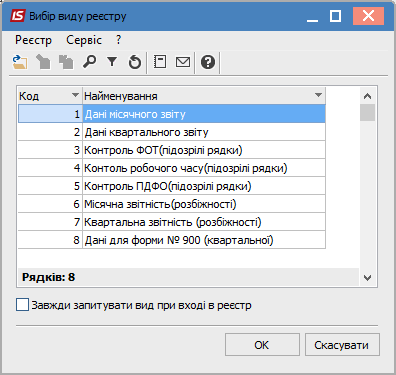 IS Вибір виду реєстру
Реєстр Сервіс ?
Код Найменування
1 Дані місячного звіту
2 Дані квартального звіту
3 Контроль ФОТ(підозрілі рядки)
4 Контоль робочого часу(підозрілі рядки)
5 Контроль ПДФО(підозрілі рядки)
6 Місячна звітність(розбіжності)
7 Квартальна звітність (розбіжності)
8 Дані для форми № 900 (квартальної)
Рядків: 8
Завжди запитувати вид при вході в реєстр
OK Скасувати